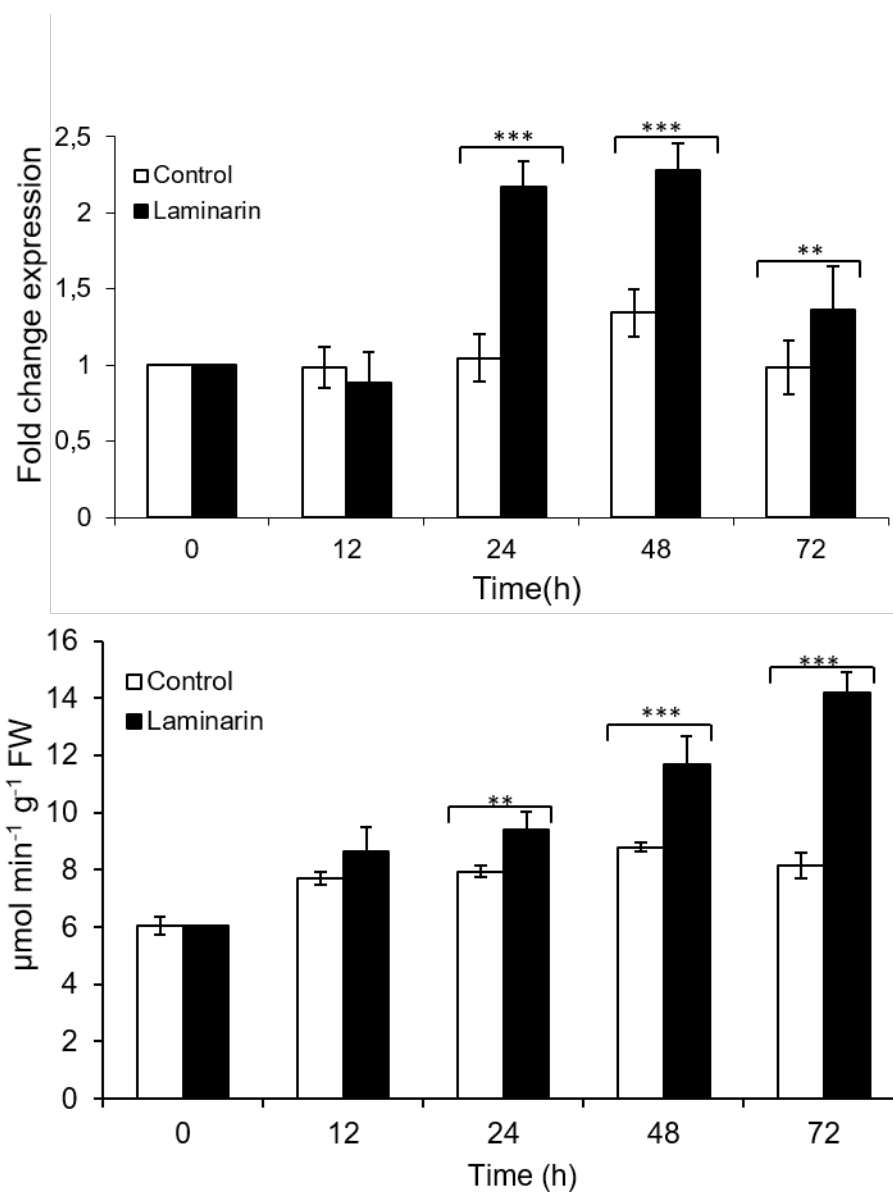 2,5
2
1,5
1
0,5
0
Fold change expression
Control
Laminarin
***
***
**
0 12 24 48 72
Time(h)
16
14
12
10
8
6
4
2
0
µmol min⁻¹ g⁻¹ FW
Control
Laminarin
**
***
***
0 12 24 48 72
Time (h)